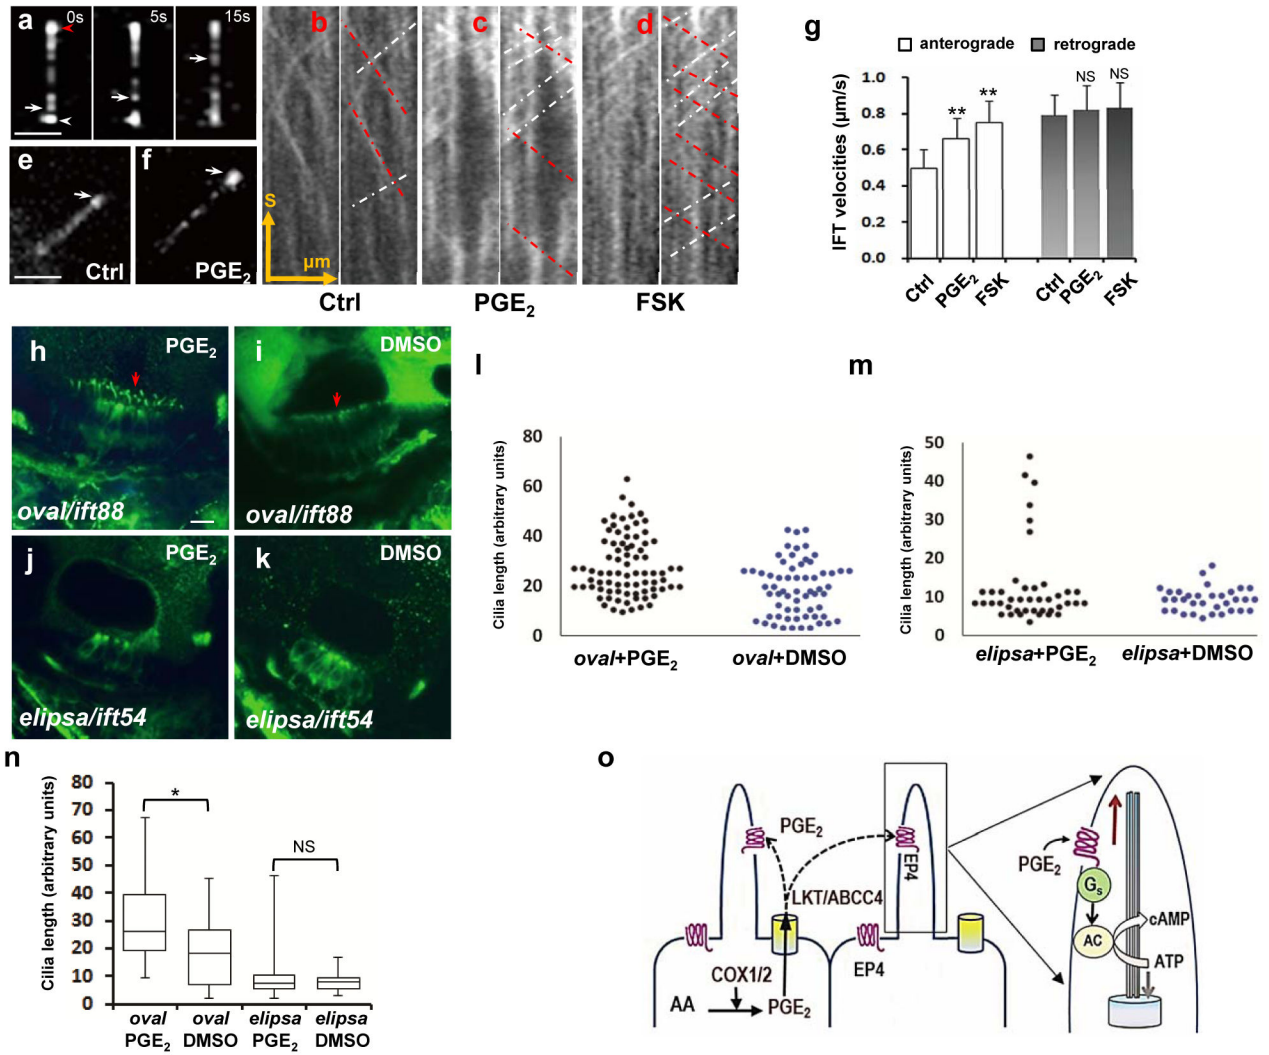 a 0s 5s 15s
b c d
e f
Ctrl PGE2
S
µm
Ctrl PGE2 FSK
g
anterograde retrograde
IFT velocities (µm/s)
1.0
0.8
0.6
0.4
0.2
0.0
** ** NS NS
Ctrl PGE2 FSK Ctrl PGE2 FSK
h PGE2
oval/ift88
i DMSO
oval/ift88
j PGE2
elipsa/ift54
k DMSO
elipsa/ift54
l
Cilia length (arbitrary units)
80
60
40
20
0
oval+PGE2 oval+DMSO
m
Cilia length (arbitrary units)
50
40
30
20
10
0
elipsa+PGE2 elipsa+DMSO
n
Cilia length (arbitrary units)
80
70
60
50
40
30
20
10
0
* NS
oval oval elipsa elipsa
PGE2 DMSO PGE2 DMSO
o
PGE2
EP4
LKT/ABCC4
EP4
COX1/2
AA PGE2
PGE2
Gs
AC
cAMP
ATP